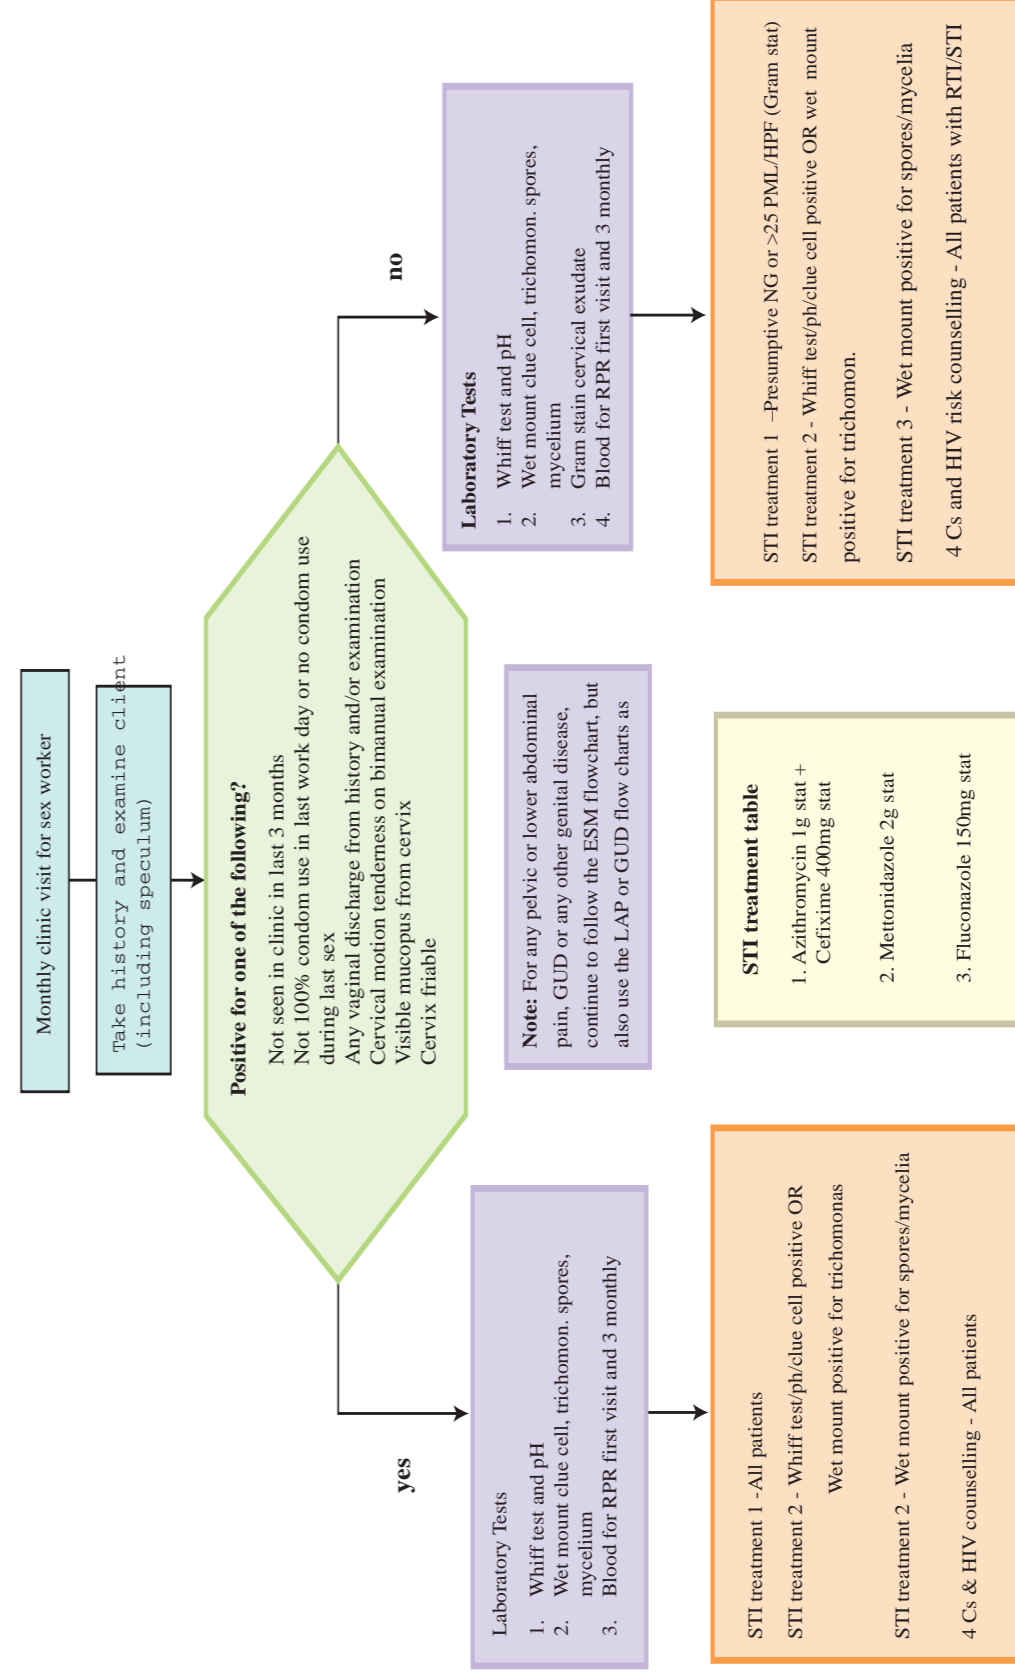 Monthly clinic visit for sex worker
Take history and examine client
(including speculum)
Positive for one of the following?
Not seen in clinic in last 3 months
Not 100% condom use in last work day or no condom use
during last sex
Any vaginal discharge from history and/or examination
Cervical motion tenderness on bimanual examination
Visible mucopus from cervix
Cervix friable
yes
no
Laboratory Tests
1. Whiff test and pH
2. Wet mount clue cell, trichomon. spores,
mycelium
3. Blood for RPR first visit and 3 monthly
Note: For any pelvic or lower abdominal
pain, GUD or any other genital disease,
continue to follow the ESM flowchart, but
also use the LAP or GUD flow charts as
Laboratory Tests
1. Whiff test and pH
2. Wet mount clue cell, trichomon. spores,
mycelium
3. Gram stain cervical exudate
4. Blood for RPR first visit and 3 monthly
STI treatment 1 -All patients
STI treatment 2 - Whiff test/ph/clue cell positive OR
Wet mount positive for trichomonas
STI treatment 2 - Wet mount positive for spores/mycelia
4 Cs & HIV counselling - All patients
STI treatment table
1. Azithromycin 1g stat +
Cefixime 400mg stat
2. Mettonidazole 2g stat
3. Fluconazole 150mg stat
STI treatment 1 –Presumptive NG or >25 PML/HPF (Gram stat)
STI treatment 2 - Whiff test/ph/clue cell positive OR wet mount
positive for trichomon.
STI treatment 3 - Wet mount positive for spores/mycelia
4 Cs and HIV risk counselling - All patients with RTI/STI